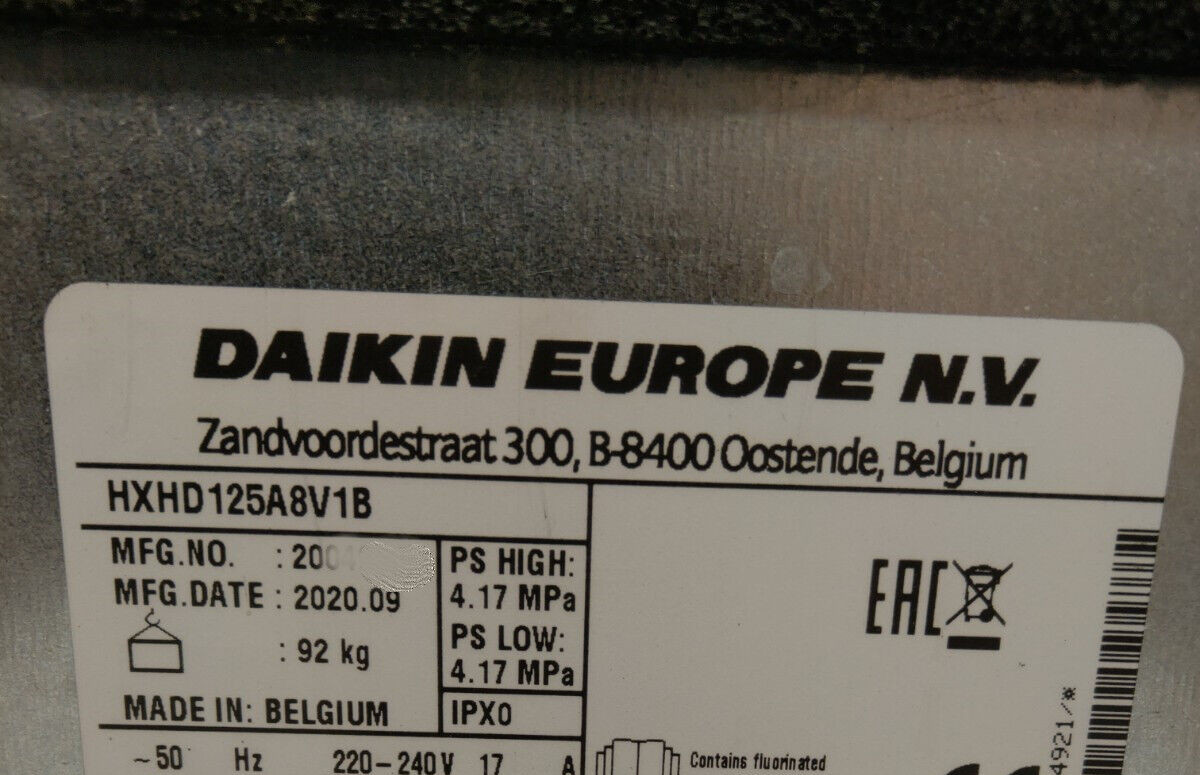 DAIKIN EUROPE N.V.
Zandvoordestraat 300, B-8400 Oostende, Belgium
HXHD125A8V1B
MFG.NO. : 200
MFG.DATE : 2020.09
: 92 kg
MADE IN: BELGIUM
~50 Hz 220-240V 17 A
PS HIGH:
4.17 MPa
PS LOW:
4.17 MPa
IPX0
EAC
Contains fluorinated
4921/*